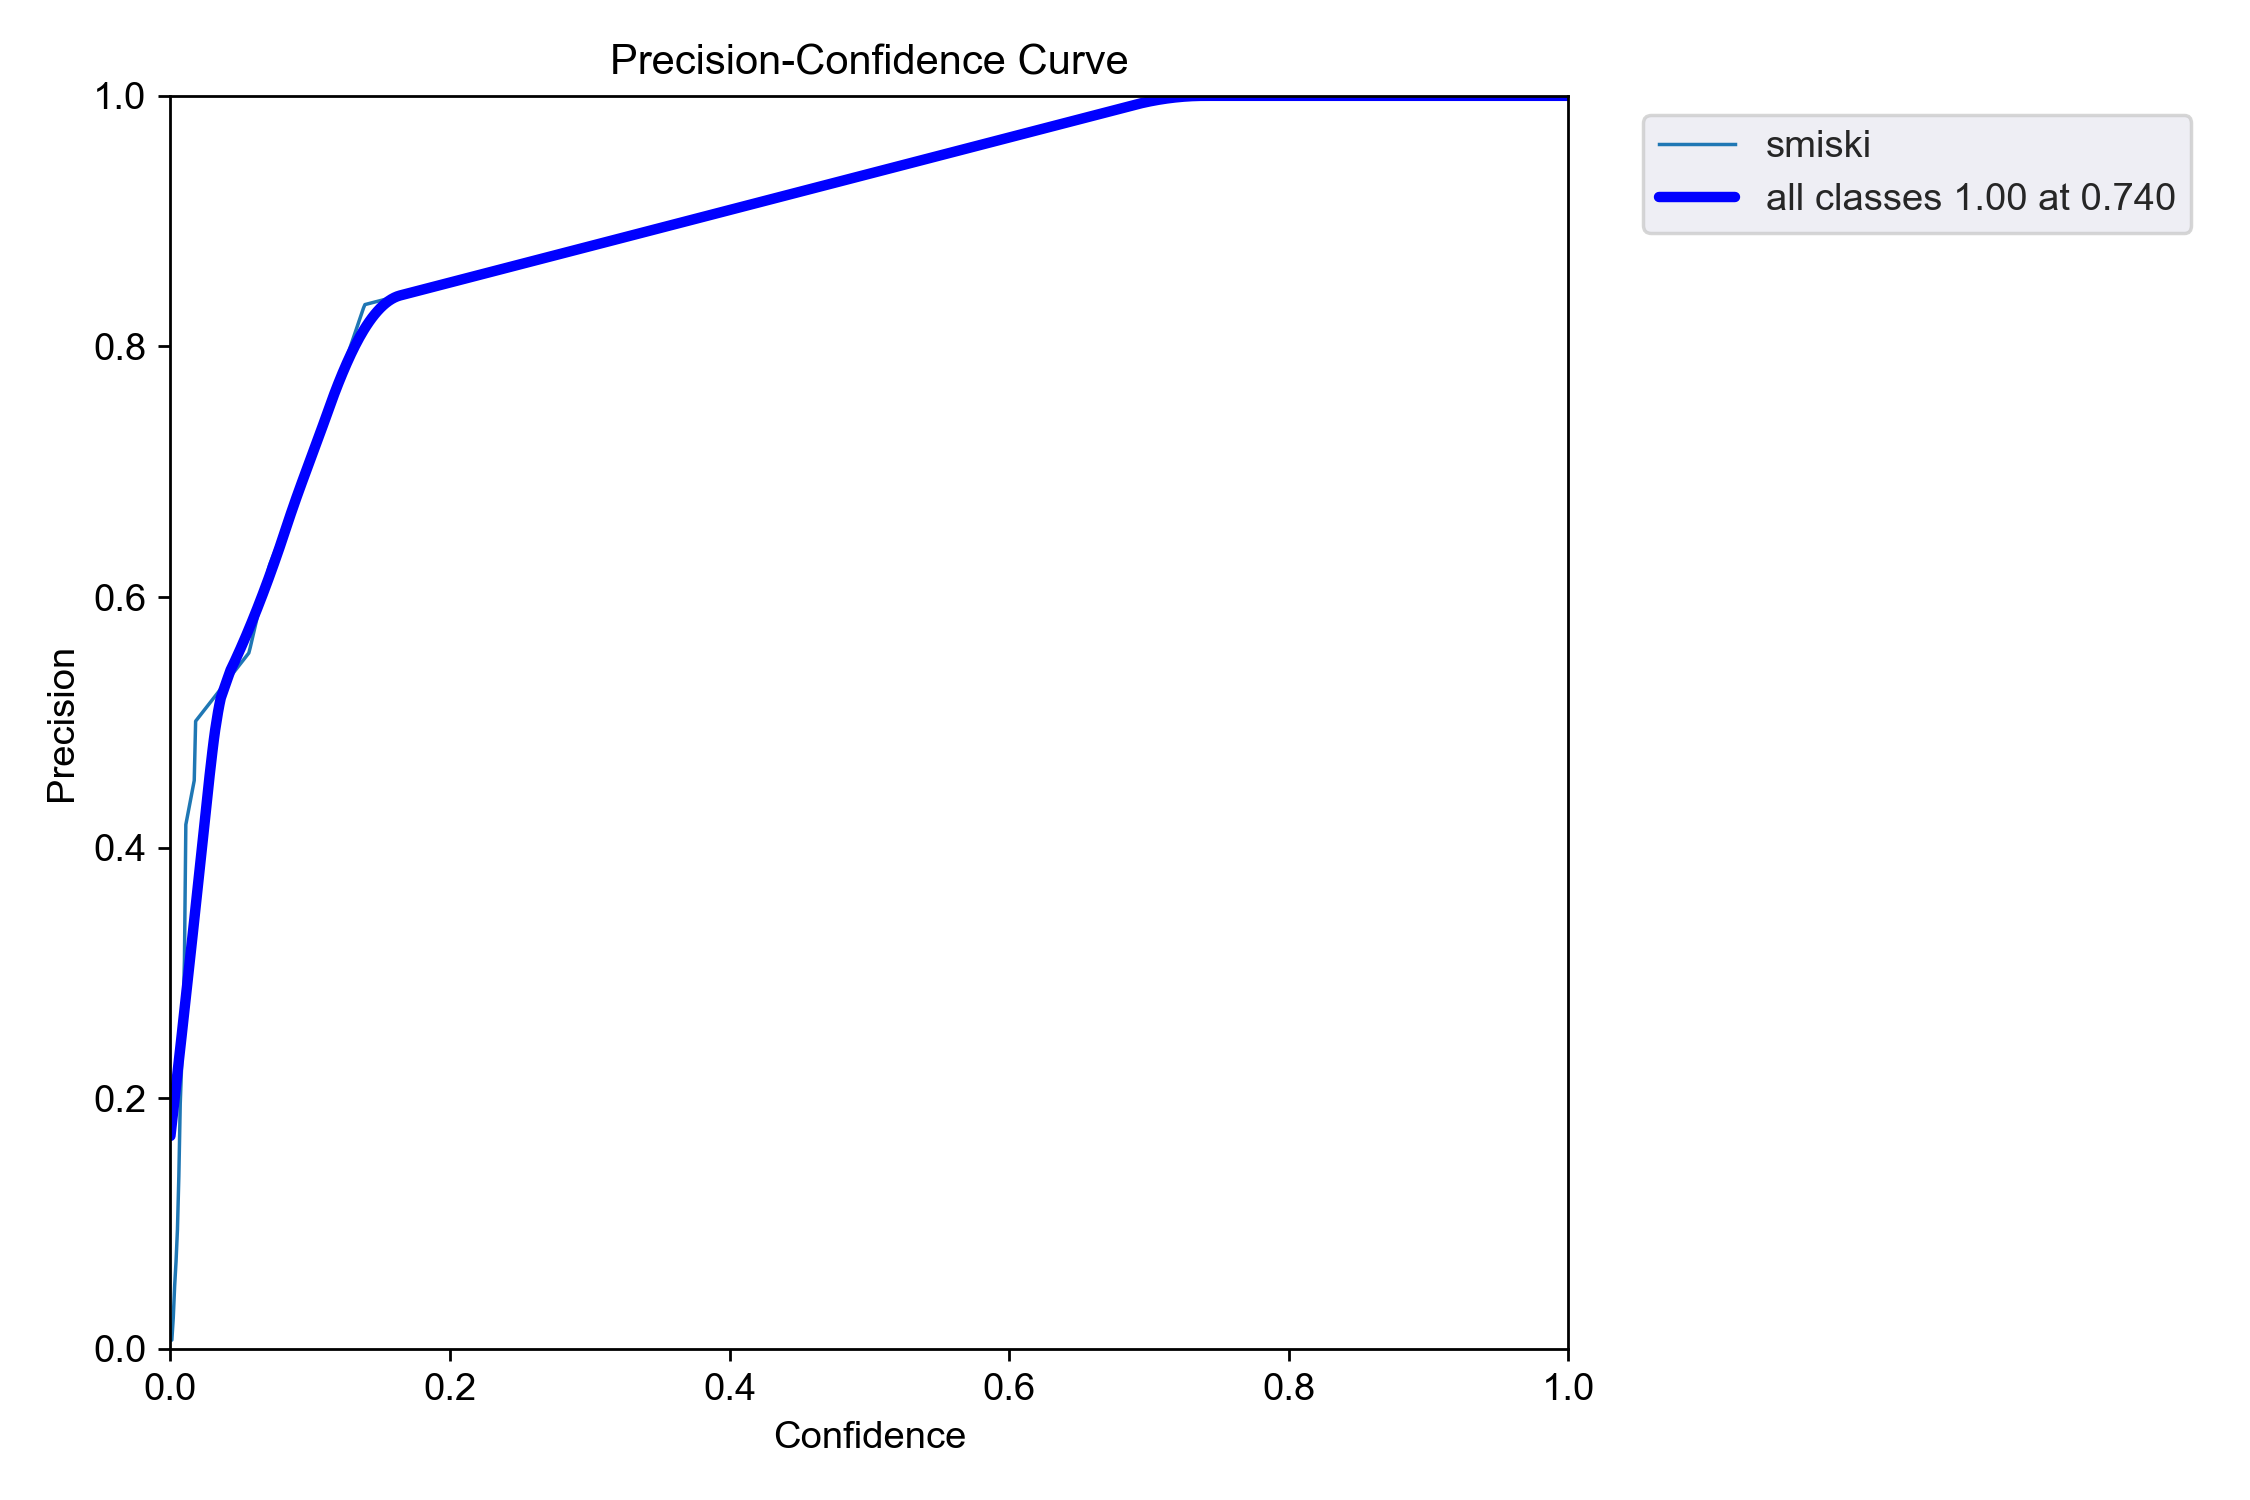 Precision-Confidence Curve
1.0
0.8
0.6
0.4
0.2
0.0
Precision
0.0 0.2 0.4 0.6 0.8 1.0
Confidence
smiski
all classes 1.00 at 0.740